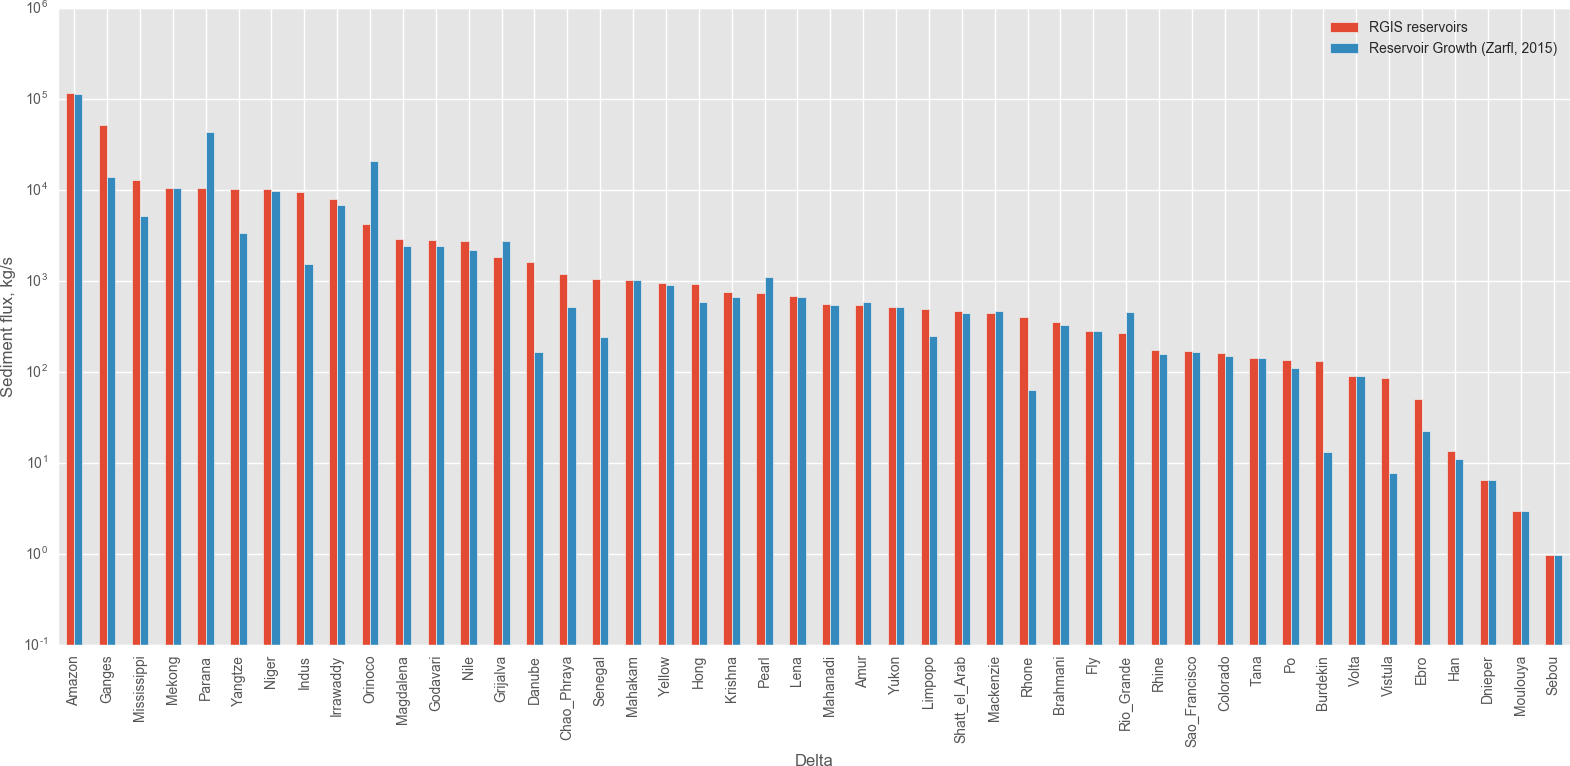 10^6
10^5
10^4
10^3
10^2
10^1
10^0
10^-1
Sediment flux, kg/s
RGIS reservoirs
Reservoir Growth (Zarfl, 2015)
Amazon
Ganges
Mississippi
Mekong
Parana
Yangtze
Niger
Indus
Irrawaddy
Orinoco
Magdalena
Godavari
Nile
Grijalva
Danube
Chao_Phraya
Senegal
Mahakam
Yellow
Hong
Krishna
Pearl
Lena
Mahanadi
Amur
Yukon
Limpopo
Shatt_el_Arab
Mackenzie
Rhone
Brahmani
Fly
Rio_Grande
Rhine
Sao_Francisco
Colorado
Tana
Po
Burdekin
Volta
Vistula
Ebro
Han
Dnieper
Moulouya
Sebou
Delta